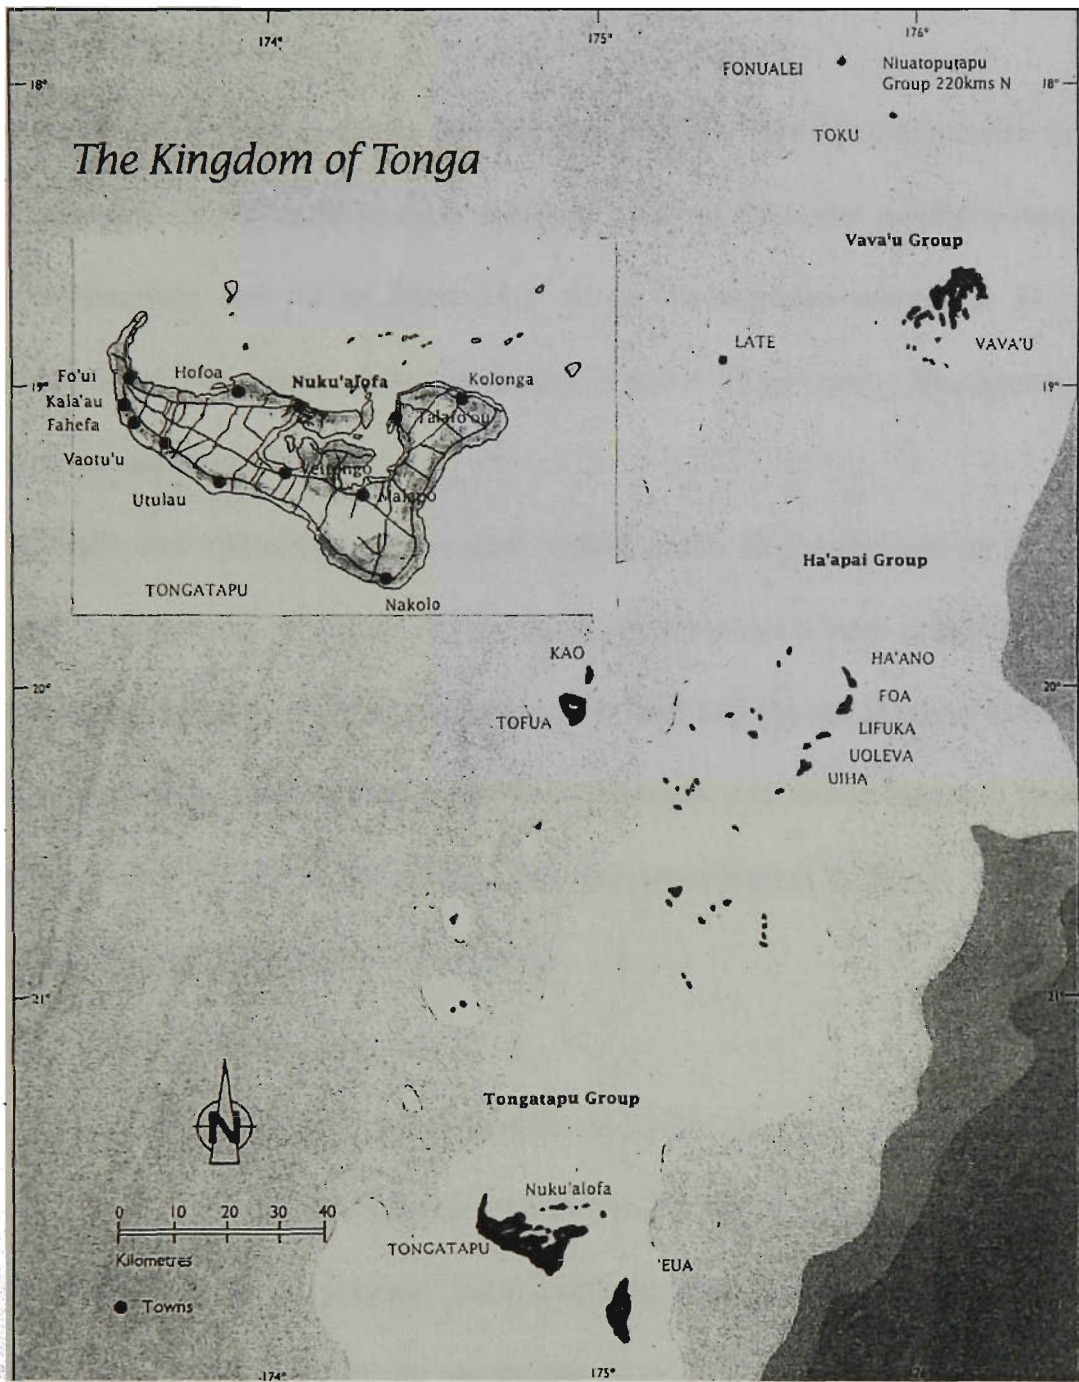 174° 175° 176°
FONUALEI
Niuatoputapu
Group 220kms N
18° 18°
TOKU
The Kingdom of Tonga
Vava'u Group
LATE
VAVA'U
19° 19°
Fo'ui
Hofoa
Nuku'alofa
Kolonga
Kala'au
Fahefa
Talafo'ou
Vaotu'u
Veitongo
Utulau
Malapo
TONGATAPU
Nakolo
Ha'apai Group
KAO
HA'ANO
20° 20°
FOA
TOFUA
LIFUKA
UOLEVA
UIHA
21° 21°
Tongatapu Group
N
Nuku'alofa
0 10 20 30 40
TONGATAPU
Kilometres
'EUA
Towns
174° 175°